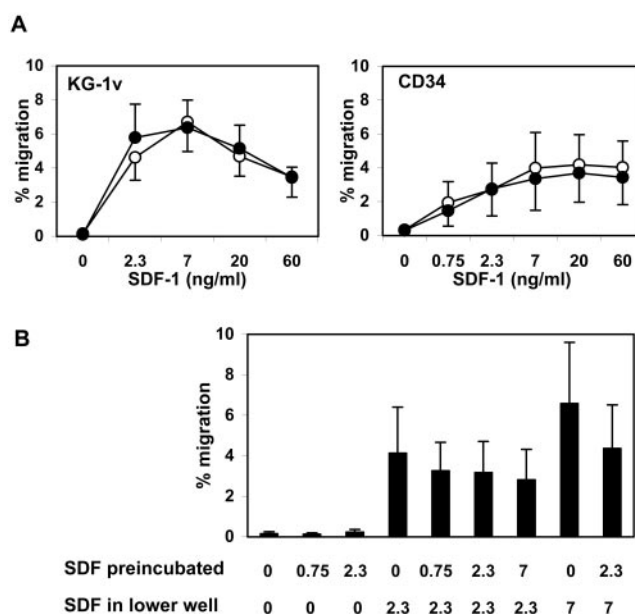 A
KG-1v
CD34
10
8
6
4
2
0
% migration
0 2.3 7 20 60
SDF-1 (ng/ml)
10
8
6
4
2
0
% migration
0 0.75 2.3 7 20 60
SDF-1 (ng/ml)
B
10
8
6
4
2
0
% migration
SDF preincubated 0 0.75 2.3 0 0.75 2.3 7 0 2.3
SDF in lower well 0 0 0 2.3 2.3 2.3 2.3 7 7